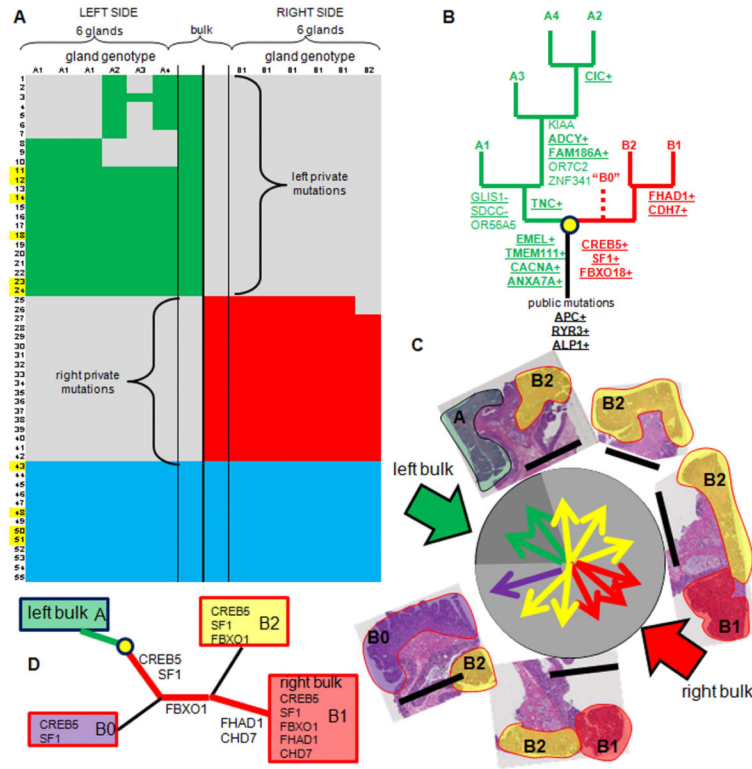 A
LEFT SIDE
6 glands
bulk
RIGHT SIDE
6 glands
gland genotype
gland genotype
A1 A1 A1 A2 A3 A4 B1 B1 B1 B1 B1 B2
1
2
3
4
5
6
7
8
9
10
11
12
13
14
15
16
17
18
19
20
21
22
23
24
25
26
27
28
29
30
31
32
33
34
35
36
37
38
39
40
41
42
43
44
45
46
47
48
49
50
51
52
53
54
55
left private
mutations
right private
mutations
B
A4 A2
CIC+
A3
KIAA
ADCY+
FAM186A+
OR7C2
ZNF341
A1
B2 B1
"B0"
GLIS1-
SDCC-
OR56A5
TNC+
FHAD1+
CDH7+
EMEL+
TMEM111+
CACNA+
ANXA7A+
CREB5+
SF1+
FBXO18+
public mutations
APC+
RYR3+
ALP1+
C
A
B2
B2
B2
B1
B0
B2
B2
B1
left bulk
right bulk
D
left bulk A
CREB5
SF1
CREB5
SF1
FBXO1
B2
FBXO1
CREB5
SF1
B0
FHAD1
CHD7
right bulk
CREB5
SF1
FBXO1
FHAD1
CHD7
B1